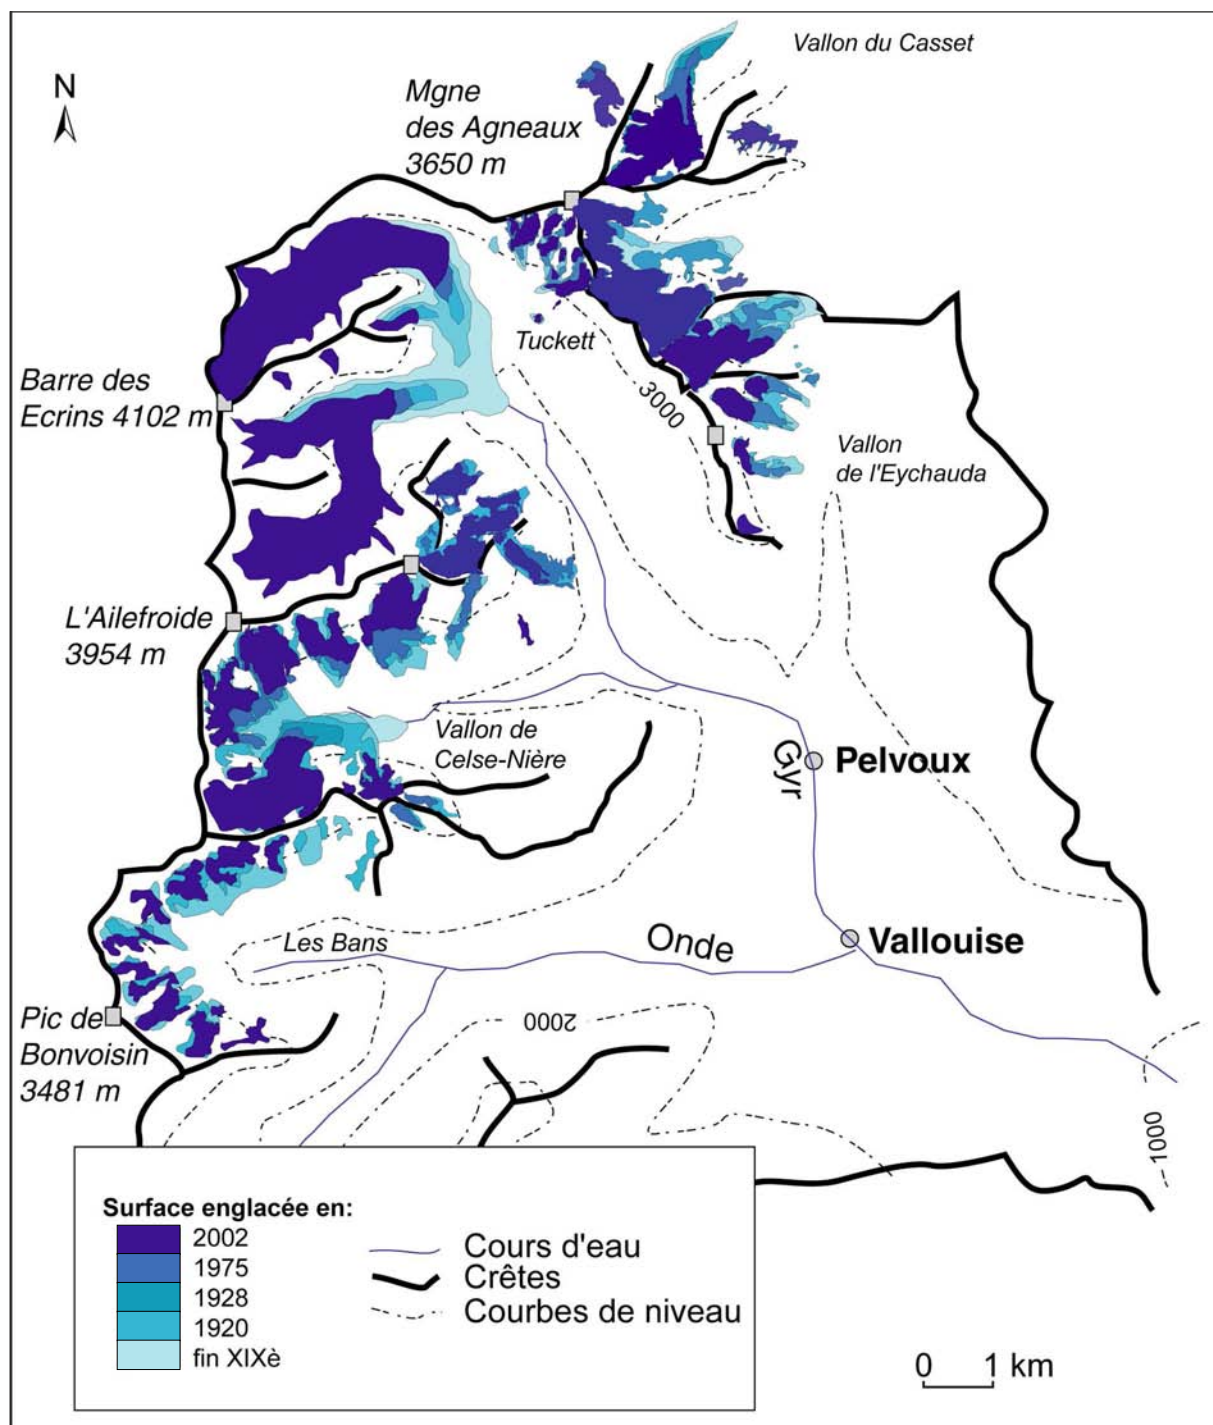 Vallon du Casset
N
Mgne
des Agneaux
3650 m
Tuckett
Barre des
Ecrins 4102 m
3000
Vallon
de l'Eychauda
L'Ailefroide
3954 m
Vallon de
Celse-Nière
Gyr
Pelvoux
Les Bans
Onde
Vallouise
Pic de
Bonvoisin
3481 m
2000
1000
Surface englacée en:
2002
1975
1928
1920
fin XIXè
Cours d'eau
Crêtes
Courbes de niveau
0 1 km